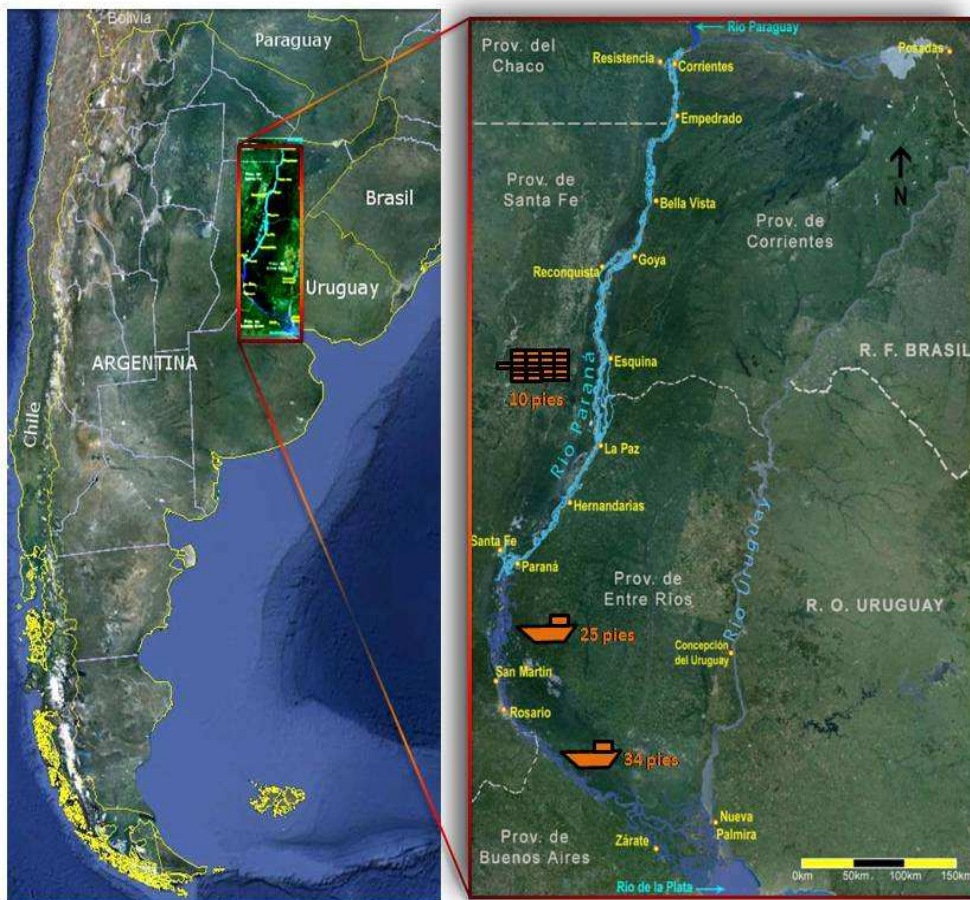 Bolivia
Paraguay
Brasil
Uruguay
ARGENTINA
Chile
Río Paraguay
Prov. del
Chaco
Resistencia
Corrientes
Posadas
Empedrado
N
Prov. de
Santa Fe
Bella Vista
Prov. de
Corrientes
Goya
Reconquista
Esquina
R. F. BRASIL
10 pies
Río Paraná
La Paz
Hernandarias
Santa Fe
Paraná
Prov. de
Entre Ríos
Río Uruguay
R. O. URUGUAY
25 pies
Concepción
del Uruguay
San Martín
Rosario
34 pies
Nueva
Palmira
Zárate
Prov. de
Buenos Aires
0km 50km 100km 150km
Río de la Plata